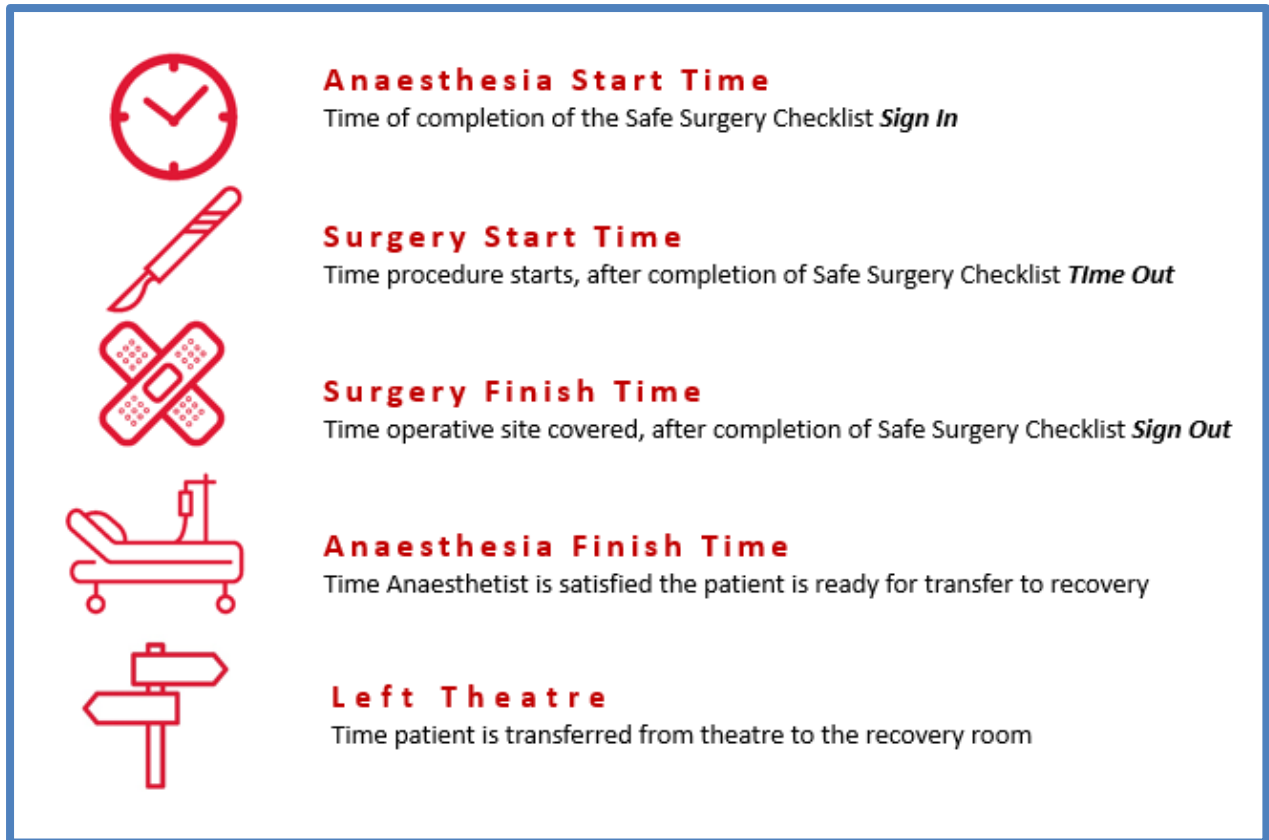 Anaesthesia Start Time
Time of completion of the Safe Surgery Checklist Sign In
Surgery Start Time
Time procedure starts, after completion of Safe Surgery Checklist TIme Out
Surgery Finish Time
Time operative site covered, after completion of Safe Surgery Checklist Sign Out
Anaesthesia Finish Time
Time Anaesthetist is satisfied the patient is ready for transfer to recovery
Left Theatre
Time patient is transferred from theatre to the recovery room